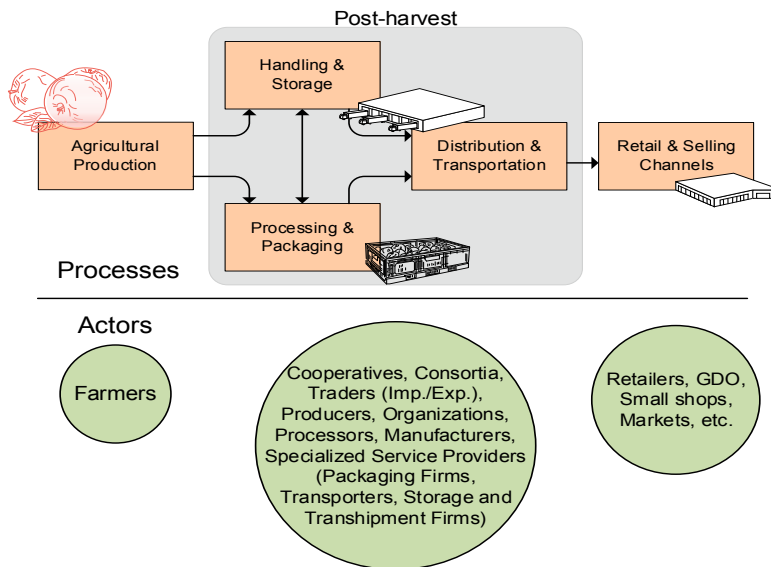 Post-harvest
Handling &
Storage
Agricultural
Production
Distribution &
Transportation
Retail & Selling
Channels
Processing &
Packaging
Processes
Actors
Farmers
Cooperatives, Consortia,
Traders (Imp./Exp.),
Producers, Organizations,
Processors, Manufacturers,
Specialized Service Providers
(Packaging Firms,
Transporters, Storage and
Transhipment Firms)
Retailers, GDO,
Small shops,
Markets, etc.